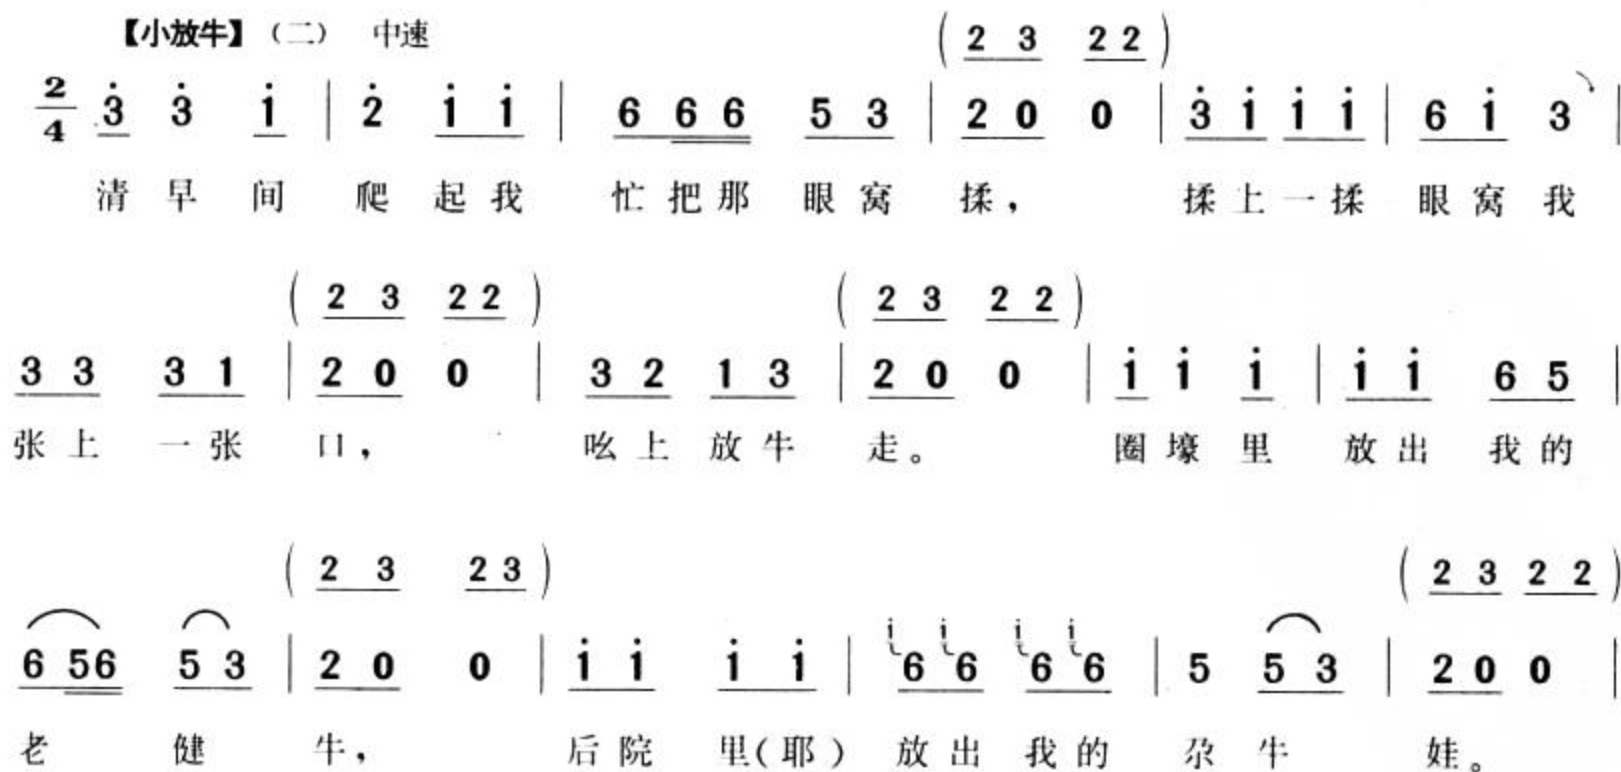 【小放牛】（二） 中速
( 2 3 2 2 )
2/4 3̇ 3̇ 1̇ | 2̇ 1̇ 1̇ | 6 6 6 5 3 | 2 0 0 | 3̇ 1̇ 1̇ 1̇ | 6 1̇ 3 |
清 早 间 爬 起 我 忙 把 那 眼 窝 揉， 揉 上 一 揉 眼 窝 我
( 2 3 2 2 ) ( 2 3 2 2 )
3 3 3 1 | 2 0 0 | 3 2 1 3 | 2 0 0 | 1̇ 1̇ 1̇ | 1̇ 1̇ 6 5 |
张 上 一 张 口， 吆 上 放 牛 走。 圈 壕 里 放 出 我 的
( 2 3 2 3 ) ( 2 3 2 2 )
6 5 6 5 3 | 2 0 0 | 1̇ 1̇ 1̇ 1̇ | i 6 i 6 i 6 i 6 | 5 5 3 | 2 0 0 |
老 健 牛， 后 院 里（耶） 放 出 我 的 尕 牛 娃。